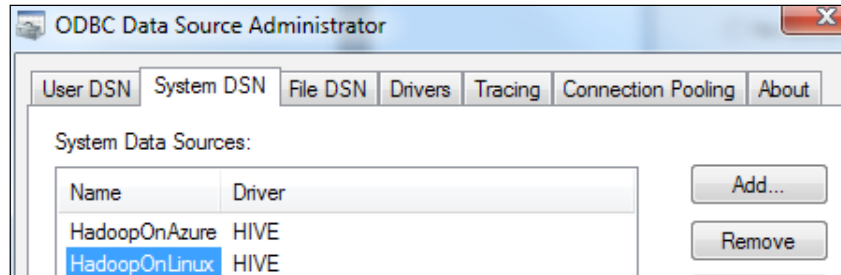 ODBC Data Source Administrator
User DSN System DSN File DSN Drivers Tracing Connection Pooling About
System Data Sources:
Name Driver
Add...
HadoopOnAzure HIVE
Remove
HadoopOnLinux HIVE